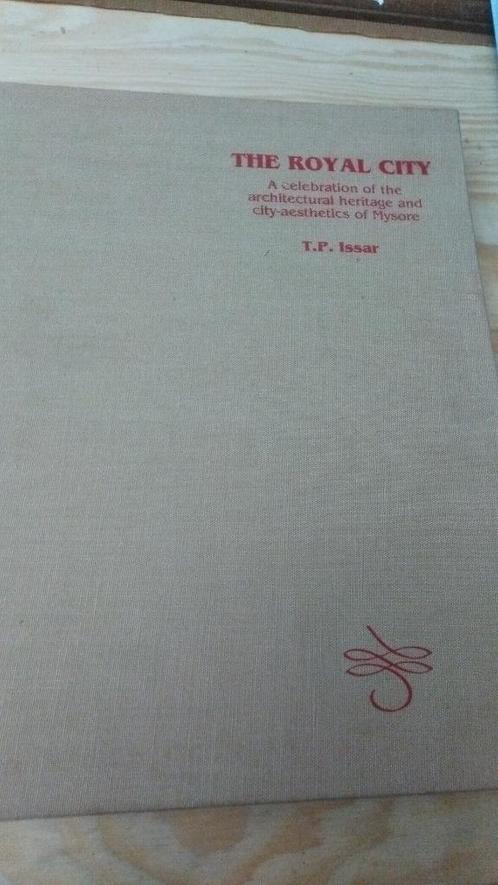 THE ROYAL CITY
A celebration of the
architectural heritage and
city-aesthetics of Mysore
T.P. Issar